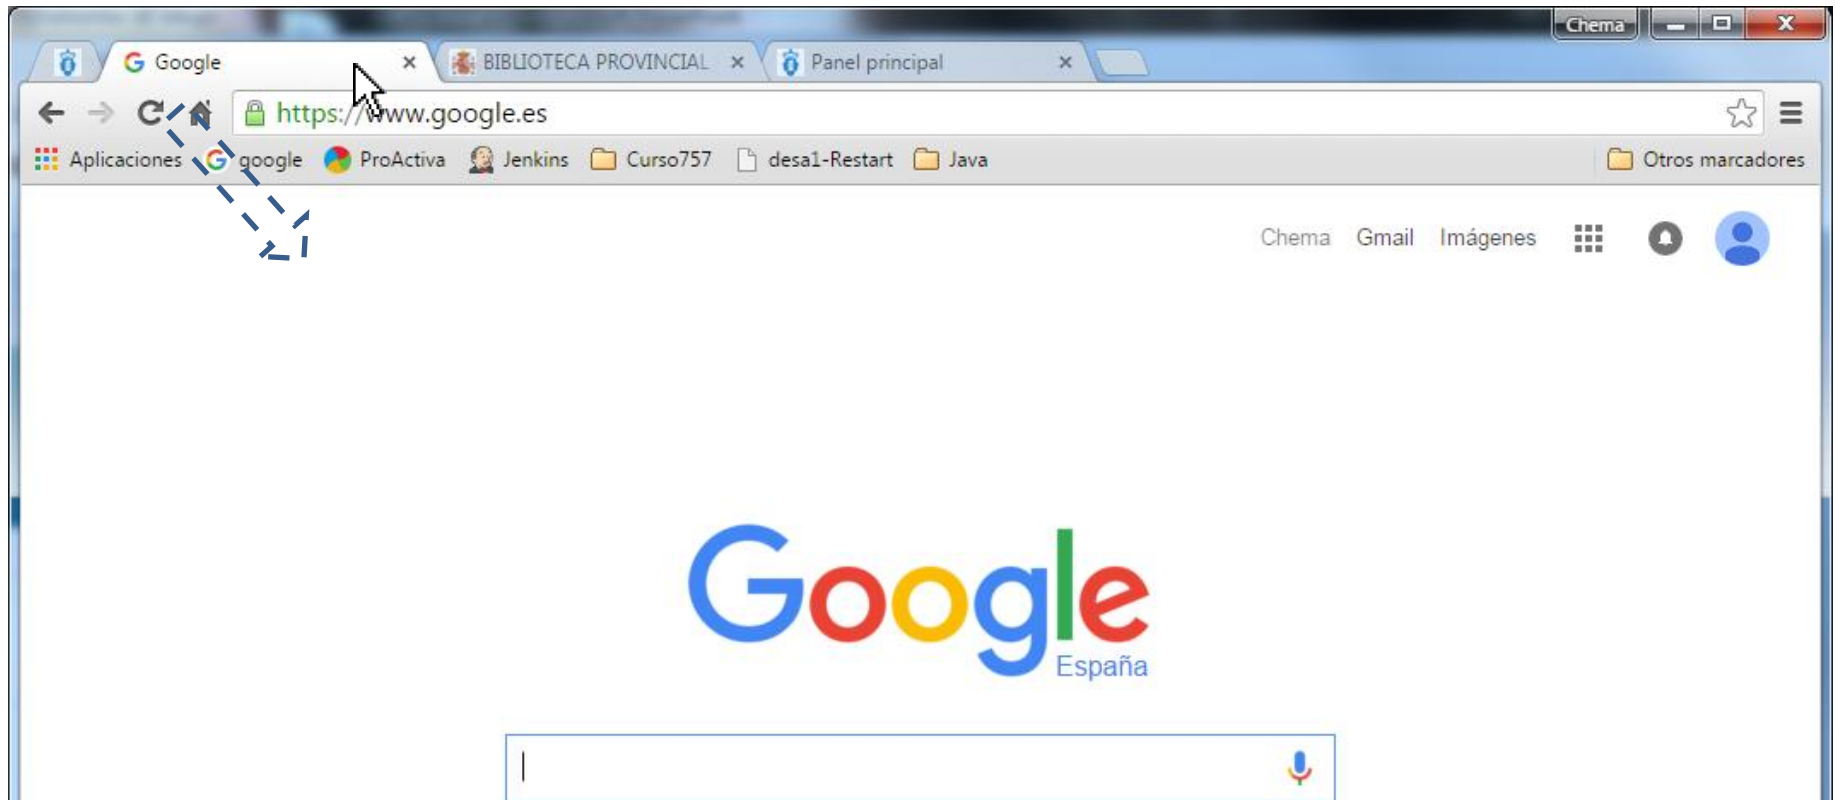 Chema
Google
BIBLIOTECA PROVINCIAL
Panel principal
https://www.google.es
Aplicaciones google ProActiva Jenkins Curso757 desa1-Restart Java Otros marcadores
Chema Gmail Imágenes
Google
España